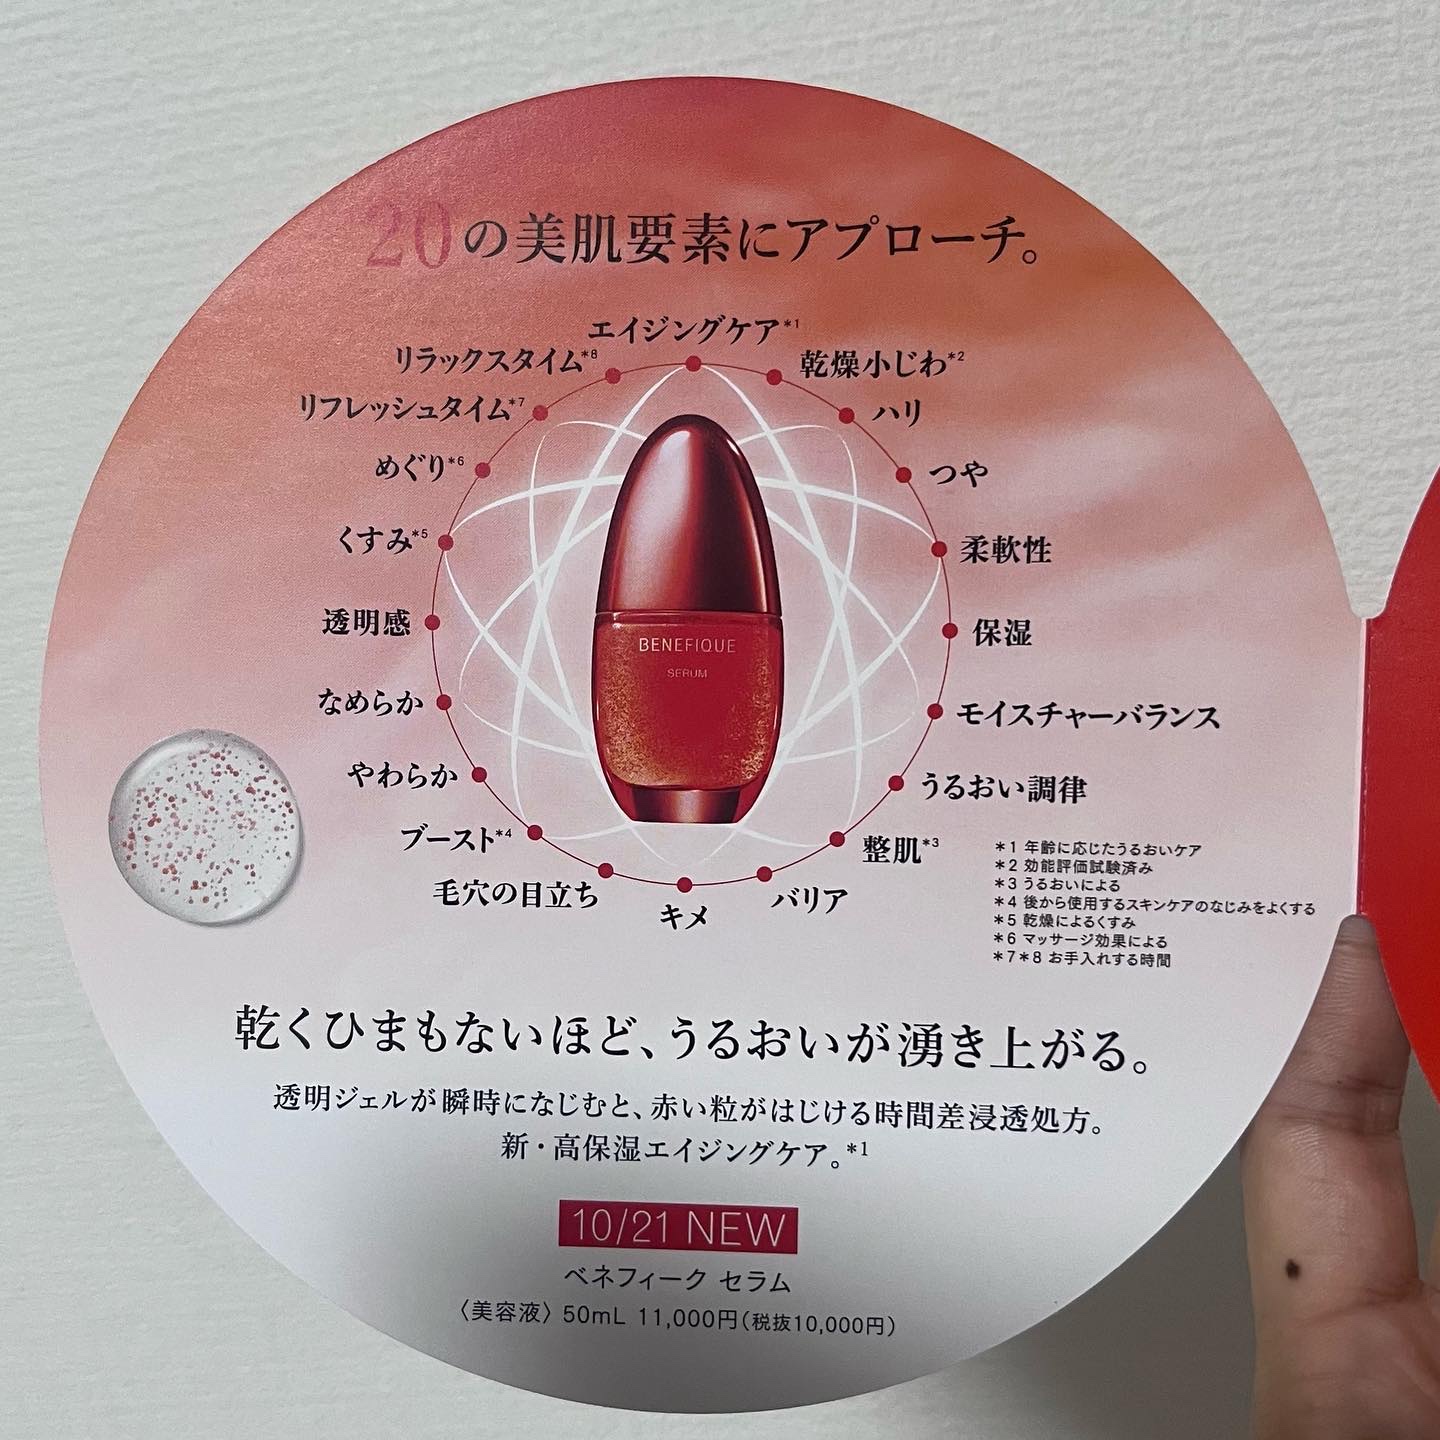 20の美肌要素にアプローチ。
エイジングケア*1
乾燥小じわ*2
ハリ
つや
柔軟性
保湿
モイスチャーバランス
うるおい調律
整肌*3
バリア
キメ
毛穴の目立ち
ブースト*4
やわらか
なめらか
透明感
くすみ*5
めぐり*6
リフレッシュタイム*7
リラックスタイム*8
BENEFIQUE
SERUM
*1 年齢に応じたうるおいケア
*2 効能評価試験済み
*3 うるおいによる
*4 後から使用するスキンケアのなじみをよくする
*5 乾燥によるくすみ
*6 マッサージ効果による
*7*8 お手入れする時間
乾くひまもないほど、うるおいが湧き上がる。
透明ジェルが瞬時になじむと、赤い粒がはじける時間差浸透処方。
新・高保湿エイジングケア。*1
10/21 NEW
ベネフィーク セラム
〈美容液〉 50mL 11,000円(税抜10,000円)